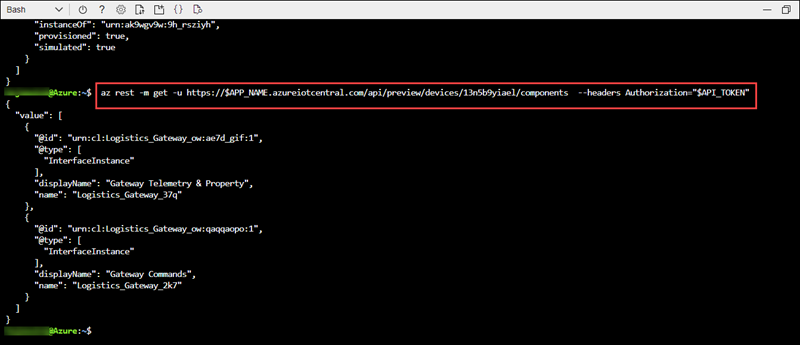 Bash
"instanceOf": "urn:ak9wgv9w:9h_rsziyh",
"provisioned": true,
"simulated": true
}
]
}
@Azure:~$ az rest -m get -u https://$APP_NAME.azureiotcentral.com/api/preview/devices/13n5b9yiael/components --headers Authorization="$API_TOKEN"
{
"value": [
{
"@id": "urn:cl:Logistics_Gateway_ow:ae7d_gif:1",
"@type": [
"InterfaceInstance"
],
"displayName": "Gateway Telemetry & Property",
"name": "Logistics_Gateway_37q"
},
{
"@id": "urn:cl:Logistics_Gateway_ow:qaqqaopo:1",
"@type": [
"InterfaceInstance"
],
"displayName": "Gateway Commands",
"name": "Logistics_Gateway_2k7"
}
]
}
@Azure:~$